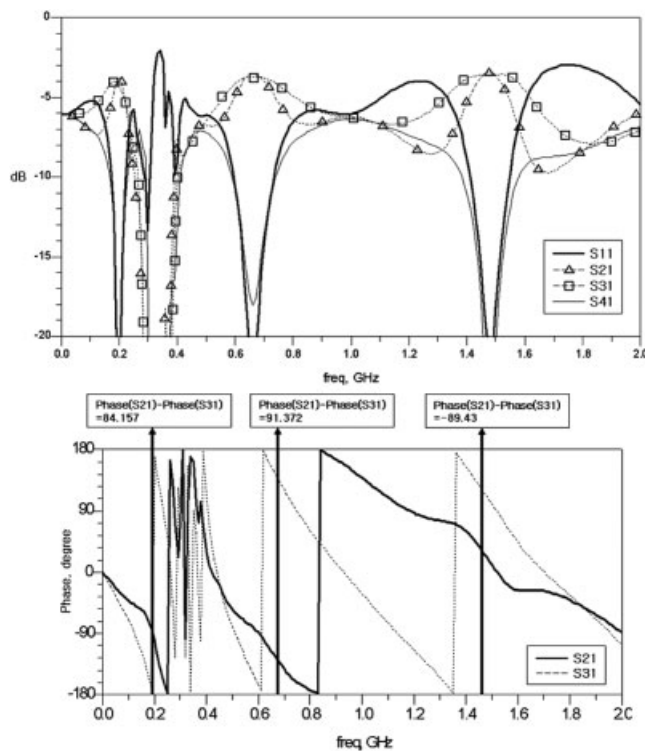 0
-5
-10
dB
-15
-20
0.0 0.2 0.4 0.6 0.8 1.0 1.2 1.4 1.6 1.8 2.0
freq, GHz
S11
S21
S31
S41
Phase(S21)-Phase(S31)
=84.157
Phase(S21)-Phase(S31)
=91.372
Phase(S21)-Phase(S31)
=-89.43
180
90
0
-90
-180
Phase, degree
S21
S31
0.0 0.2 0.4 0.6 0.8 1.0 1.2 1.4 1.6 1.8 2.0
freq, GHz